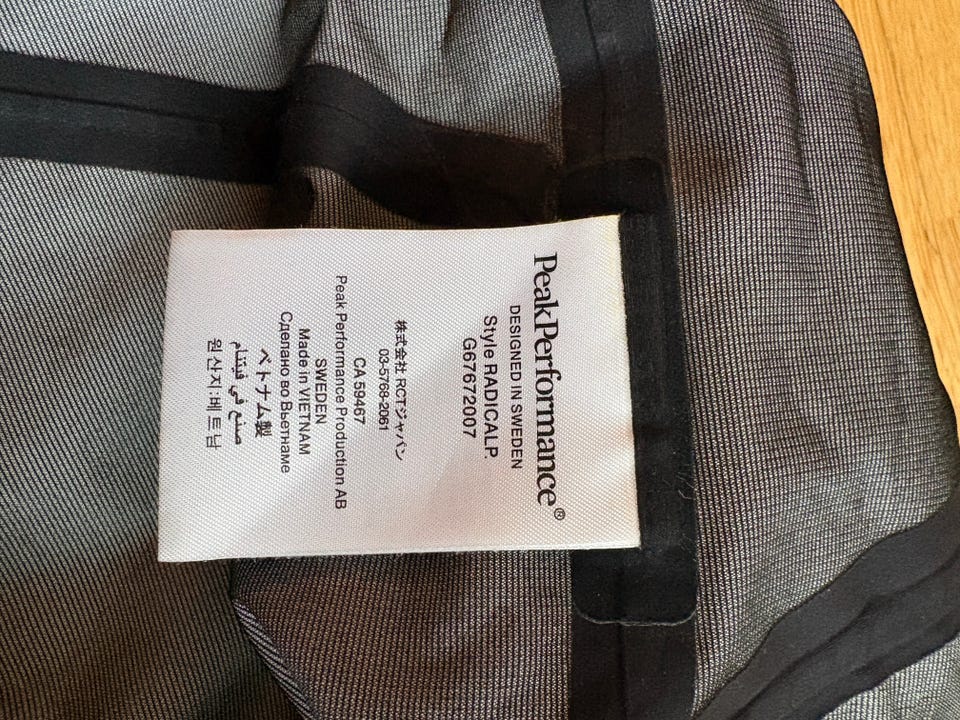 PeakPerformance®
DESIGNED IN SWEDEN
Style RADICALP.
G67672007
株式会社 RCTジャパン
03-5768-2061
CA 59467
Peak Performance Production AB
SWEDEN
Made in VIETNAM
Сделано во Вьетнаме
ベトナム製
صنع في فيتنام
원산지:베트남